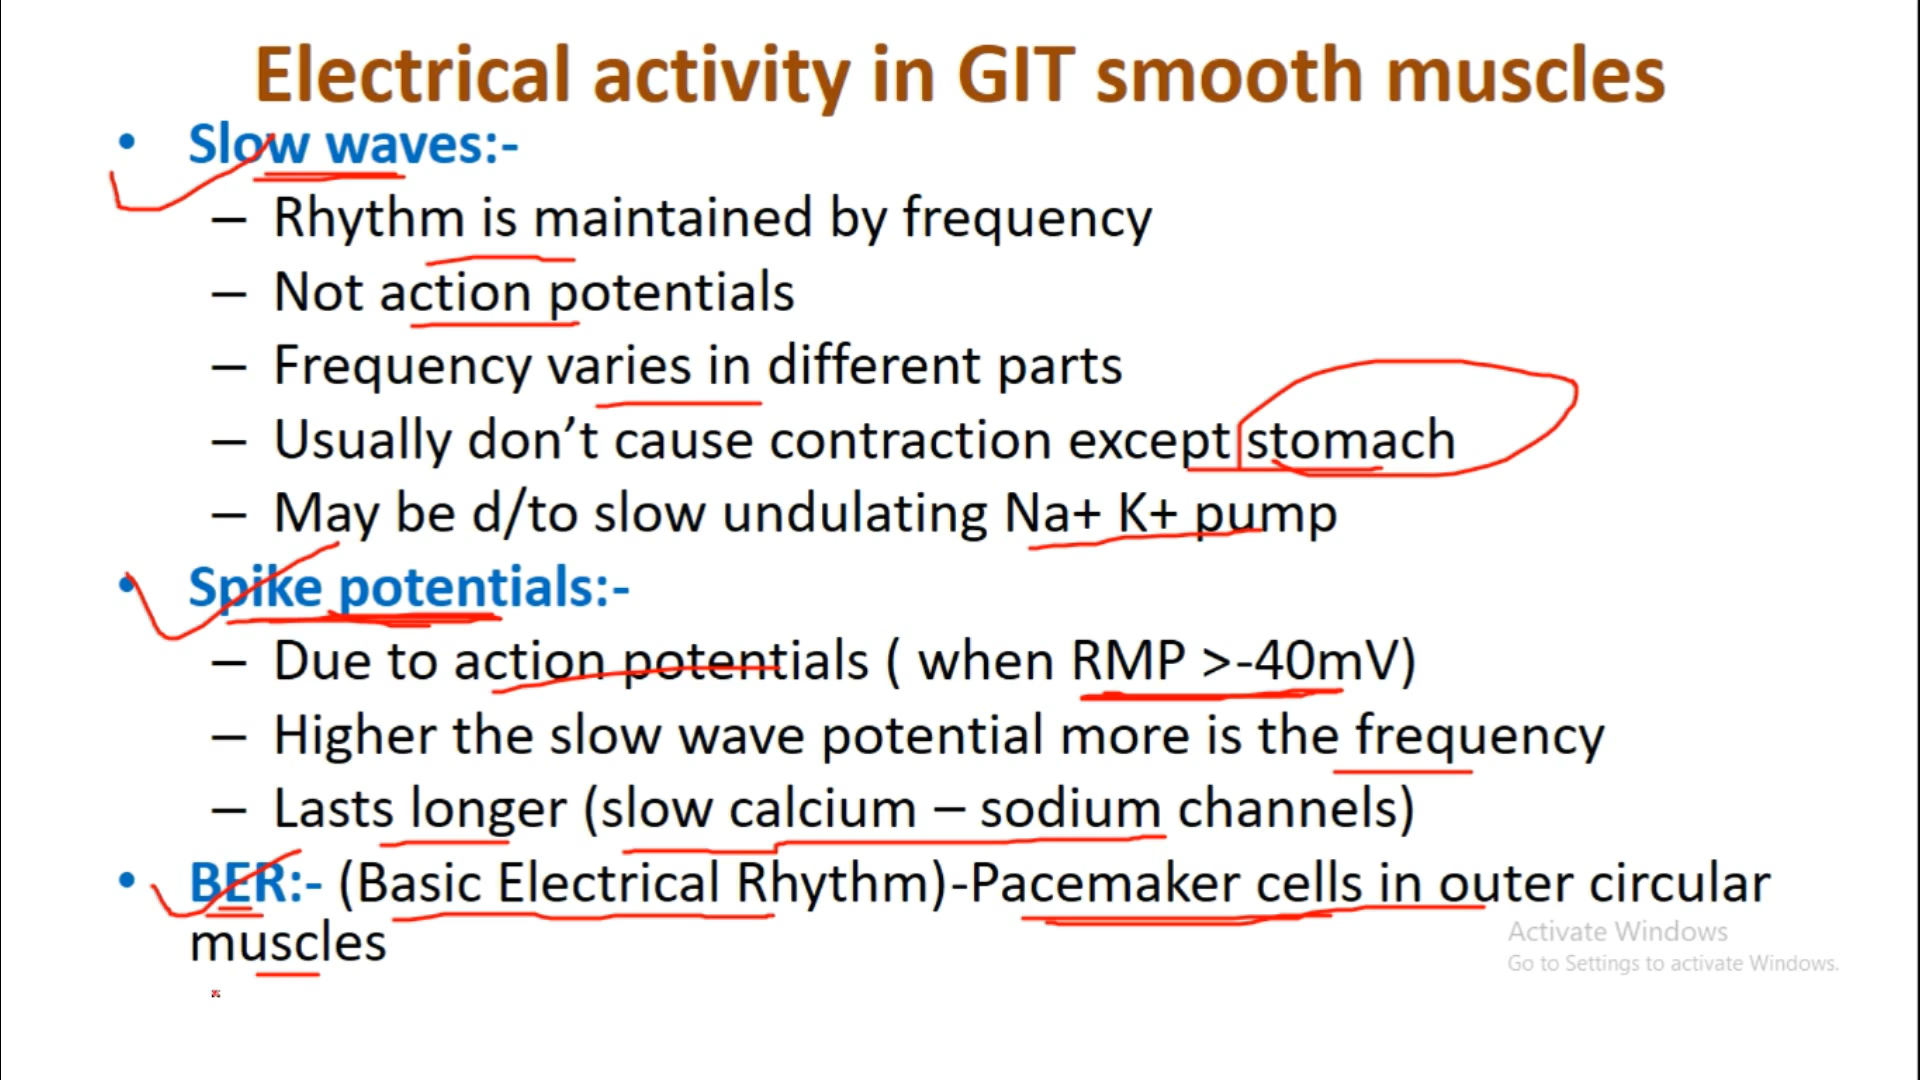 Electrical activity in GIT smooth muscles
• Slow waves:-
– Rhythm is maintained by frequency
– Not action potentials
– Frequency varies in different parts
– Usually don’t cause contraction except stomach
– May be d/to slow undulating Na+ K+ pump
• Spike potentials:-
– Due to action potentials ( when RMP >-40mV)
– Higher the slow wave potential more is the frequency
– Lasts longer (slow calcium – sodium channels)
• BER:- (Basic Electrical Rhythm)-Pacemaker cells in outer circular
muscles
Activate Windows
Go to Settings to activate Windows.